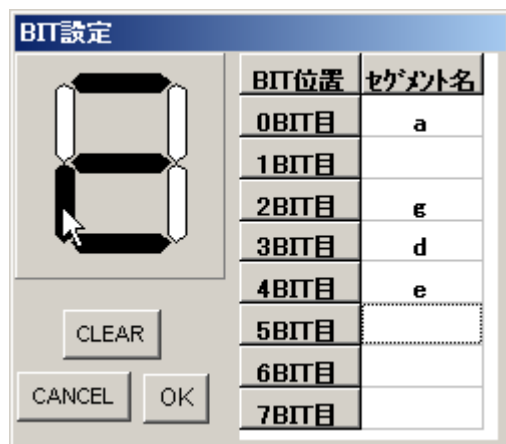 BIT設定
BIT位置 ｾｸﾞﾒﾝﾄ名
0BIT目 a
1BIT目
2BIT目 g
3BIT目 d
4BIT目 e
5BIT目
6BIT目
7BIT目
CLEAR
CANCEL OK